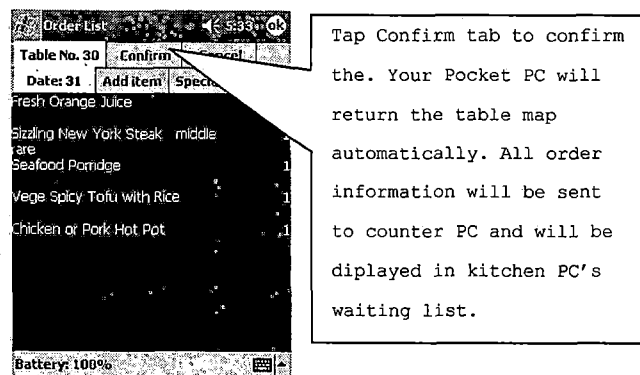 Order List 5:33 ok
Table No. 30 Confirm Cancel
Date: 31 Add item
Fresh Orange Juice
Sizzling New York Steak middle 1
rare
Seafood Porridge 1
Vege Spicy Tofu with Rice 1
Chicken or Pork Hot Pot 1
Battery: 100%
Tap Confirm tab to confirm
the. Your Pocket PC will
return the table map
automatically. All order
information will be sent
to counter PC and will be
diplayed in kitchen PC's
waiting list.